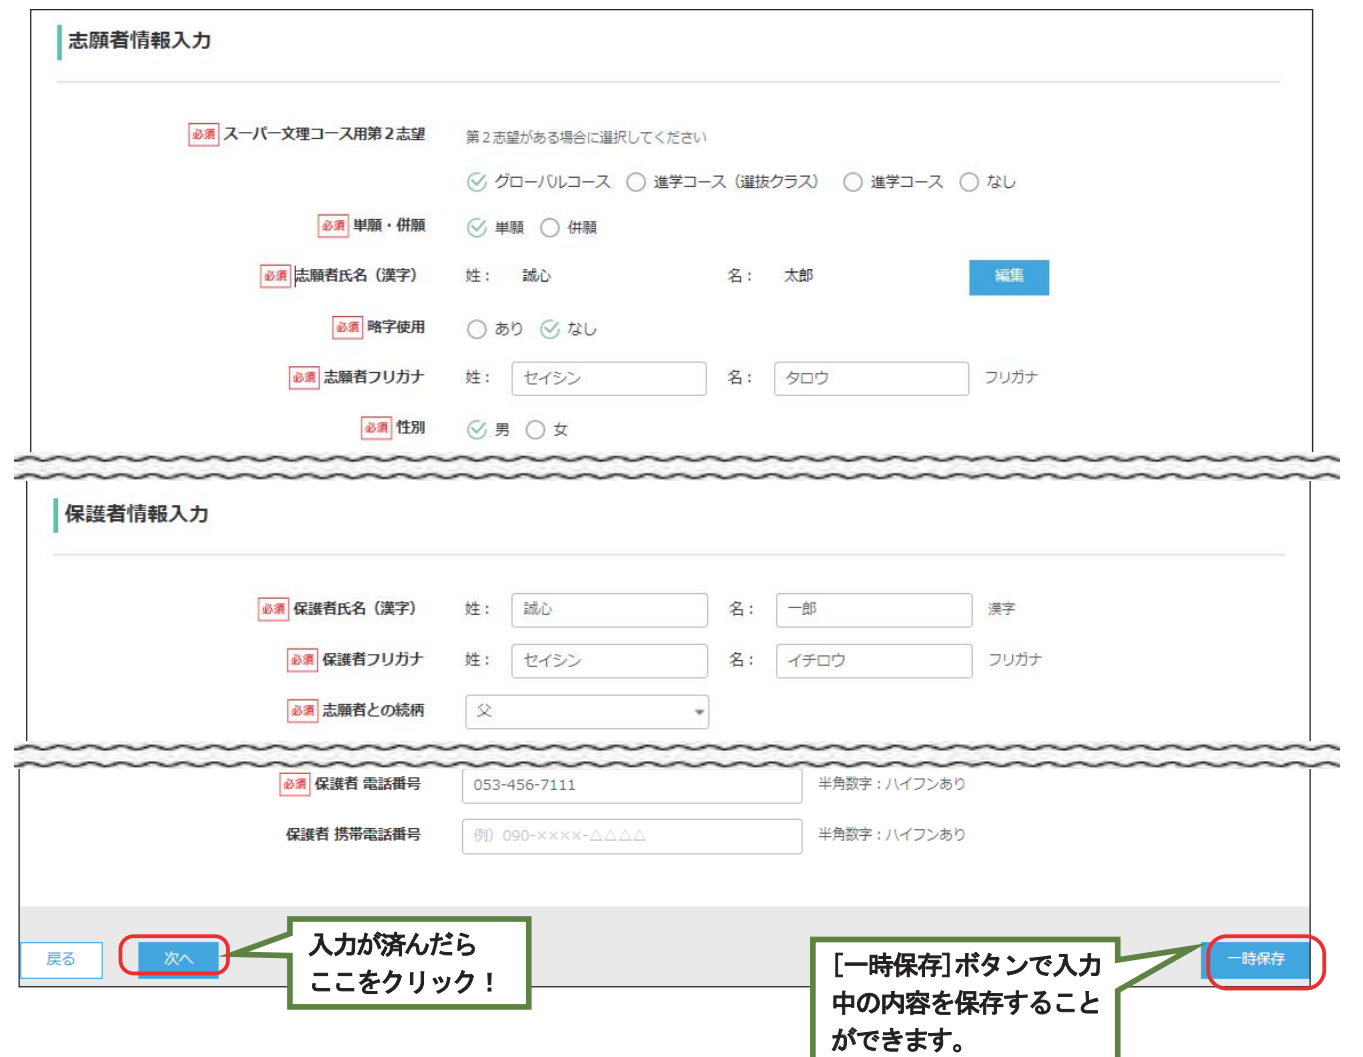 志願者情報入力
必須 スーパー文理コース用第２志望 第２志望がある場合に選択してください
グローバルコース 進学コース（選抜クラス） 進学コース なし
必須 単願・併願 単願 併願
必須 志願者氏名（漢字） 姓： 誠心 名： 太郎 編集
必須 略字使用 あり なし
必須 志願者フリガナ 姓： セイシン 名： タロウ フリガナ
必須 性別 男 女
保護者情報入力
必須 保護者氏名（漢字） 姓： 誠心 名： 一郎 漢字
必須 保護者フリガナ 姓： セイシン 名： イチロウ フリガナ
必須 志願者との続柄 父
必須 保護者 電話番号 053-456-7111 半角数字：ハイフンあり
保護者 携帯電話番号 例）090-××××-△△△△ 半角数字：ハイフンあり
戻る 次へ 一時保存
入力が済んだら
ここをクリック！
［一時保存］ボタンで入力
中の内容を保存すること
ができます。